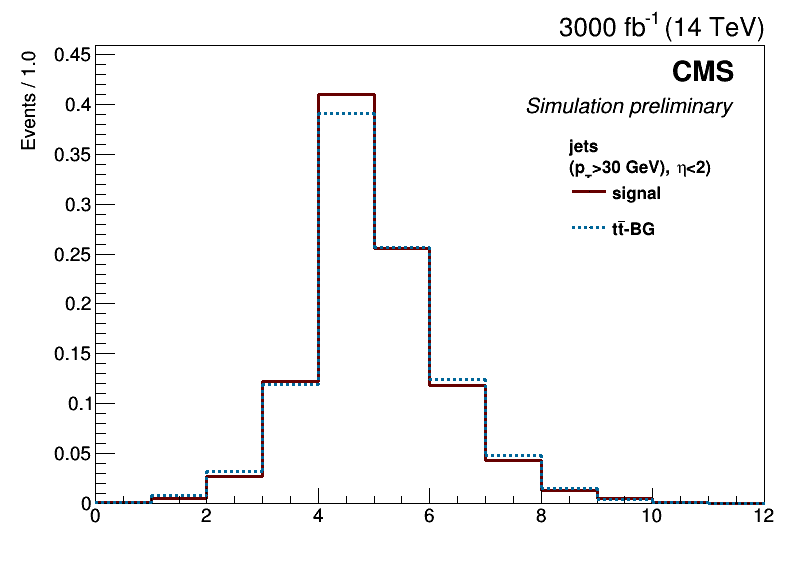 3000 fb-1 (14 TeV)
Events / 1.0
0.45
0.4
0.35
0.3
0.25
0.2
0.15
0.1
0.05
0
CMS
Simulation preliminary
jets
(pT>30 GeV), η<2)
signal
tt̄-BG
0 2 4 6 8 10 12